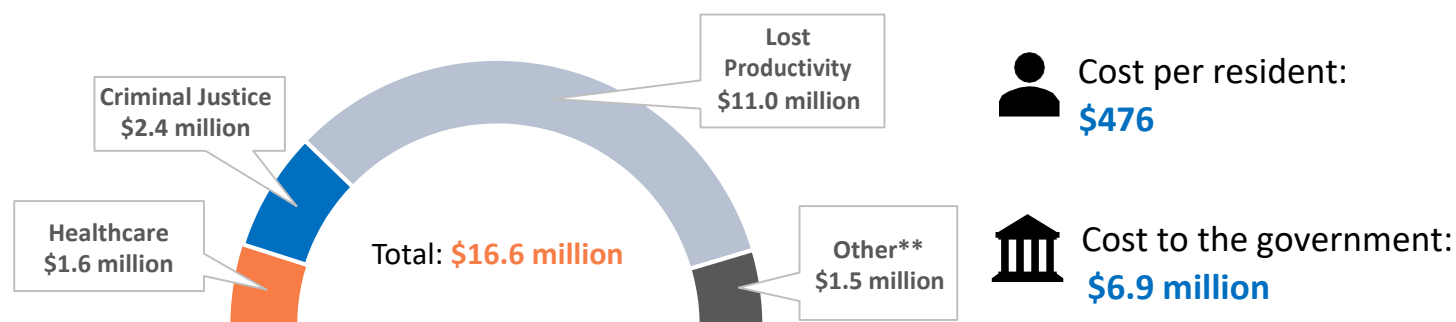 Lost
Productivity
$11.0 million
Criminal Justice
$2.4 million
Healthcare
$1.6 million
Total: $16.6 million
Other**
$1.5 million
Cost per resident:
$476
Cost to the government:
$6.9 million